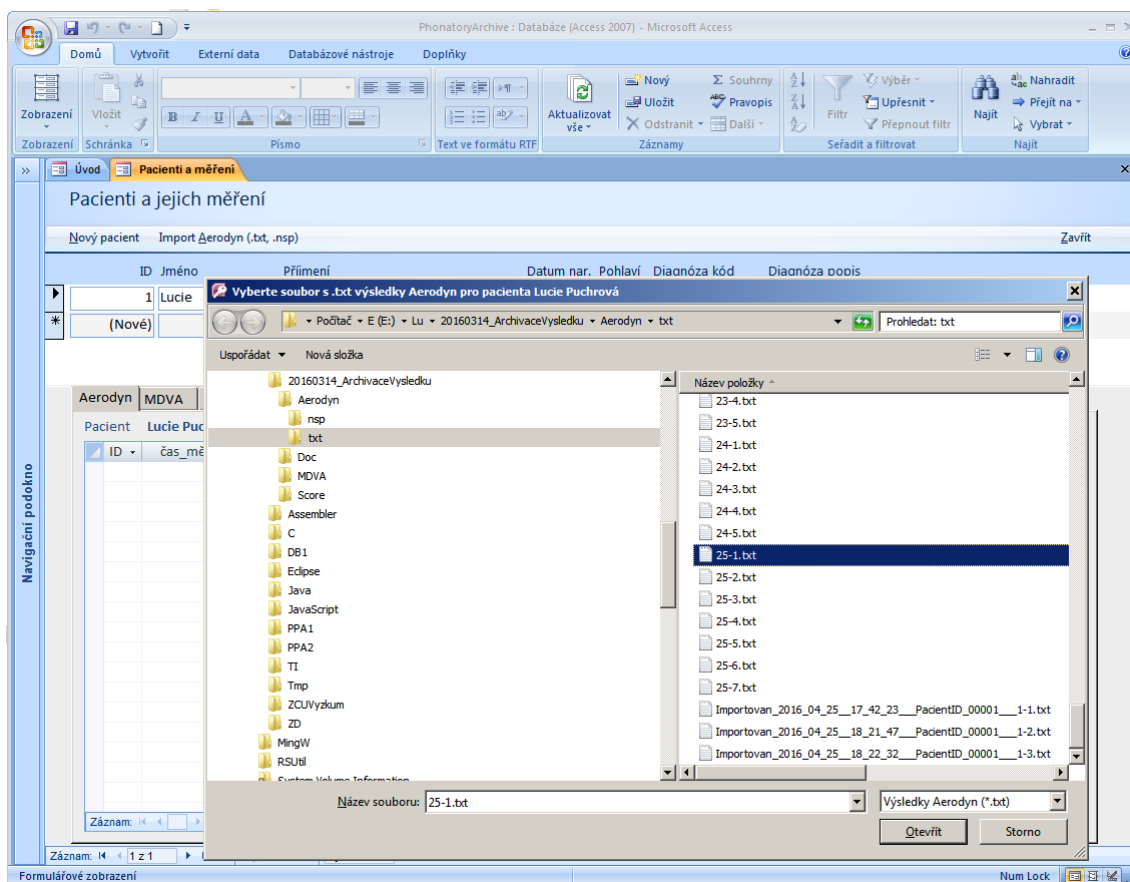 PhonatoryArchive : Databáze (Access 2007) - Microsoft Access
Domů Vytvořit Externí data Databázové nástroje Doplňky
Zobrazení Vložit Aktualizovat vše Nový Uložit Odstranit Σ Souhrny Pravopis Další Filtr Výběr Upřesnit Přepnout filtr Najít Nahradit Přejít na Vybrat
B I U A
Zobrazení Schránka Písmo Text ve formátu RTF Záznamy Seřadit a filtrovat Najít
Úvod Pacienti a měření
Pacienti a jejich měření
Nový pacient Import Aerodyn (.txt, .nsp) Zavřít
ID Jméno Příjmení Datum nar. Pohlaví Diagnóza kód Diagnóza popis
1 Lucie
(Nové)
Aerodyn MDVA
Pacient Lucie Puc
ID čas_mě
Navigační podokno
Vyberte soubor s .txt výsledky Aerodyn pro pacienta Lucie Puchrová
Počítač E (E:) Lu 20160314_ArchivaceVysledku Aerodyn txt
Prohledat: txt
Uspořádat Nová složka
20160314_ArchivaceVysledku
Aerodyn
nsp
txt
Doc
MDVA
Score
Assembler
C
DB1
Eclipse
Java
JavaScript
PPA1
PPA2
TI
Tmp
ZCUVyzkum
ZD
MingW
RSUtil
System Volume Information
Název položky
23-4.txt
23-5.txt
24-1.txt
24-2.txt
24-3.txt
24-4.txt
24-5.txt
25-1.txt
25-2.txt
25-3.txt
25-4.txt
25-5.txt
25-6.txt
25-7.txt
Importovan_2016_04_25__17_42_23___PacientID_00001___1-1.txt
Importovan_2016_04_25__18_21_47___PacientID_00001___1-2.txt
Importovan_2016_04_25__18_22_32___PacientID_00001___1-3.txt
Název souboru: 25-1.txt
Výsledky Aerodyn (*.txt)
Otevřít Storno
Záznam:
Záznam: 1 z 1
Formulářové zobrazení Num Lock